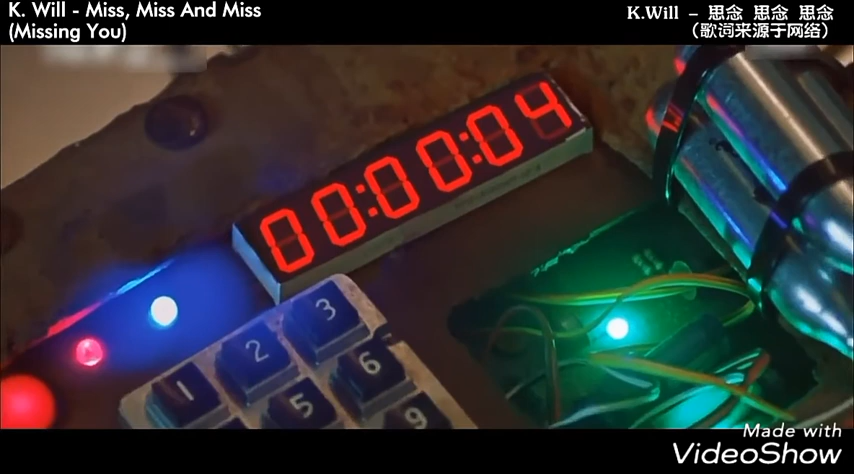 K. Will - Miss, Miss And Miss
(Missing You)
K.Will - 思念 思念 思念
（歌词来源于网络）
00:00:04
1 2 3
5 6
9
Made with
VideoShow